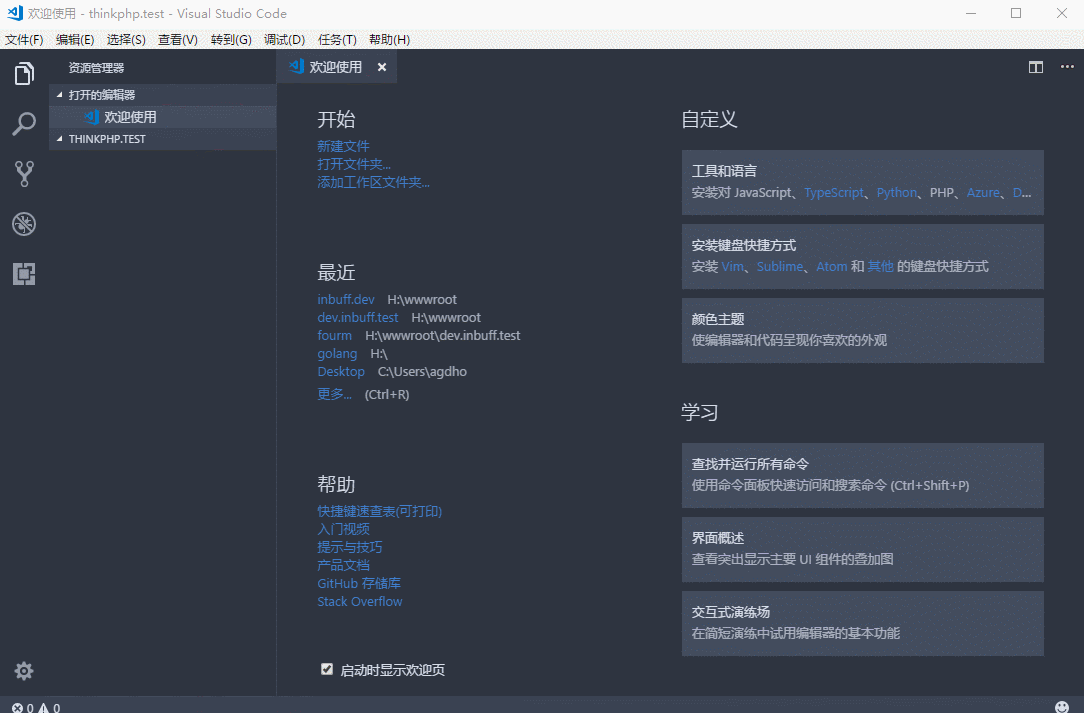 欢迎使用 - thinkphp.test - Visual Studio Code
文件(F) 编辑(E) 选择(S) 查看(V) 转到(G) 调试(D) 任务(T) 帮助(H)
资源管理器
打开的编辑器
欢迎使用
THINKPHP.TEST
欢迎使用
开始
新建文件
打开文件夹...
添加工作区文件夹...
最近
inbuff.dev H:\wwwroot
dev.inbuff.test H:\wwwroot
fourm H:\wwwroot\dev.inbuff.test
golang H:\
Desktop C:\Users\agdho
更多... (Ctrl+R)
帮助
快捷键速查表(可打印)
入门视频
提示与技巧
产品文档
GitHub 存储库
Stack Overflow
启动时显示欢迎页
自定义
工具和语言
安装对 JavaScript、TypeScript、Python、PHP、Azure、D...
安装键盘快捷方式
安装 Vim、Sublime、Atom 和 其他 的键盘快捷方式
颜色主题
使编辑器和代码呈现你喜欢的外观
学习
查找并运行所有命令
使用命令面板快速访问和搜索命令 (Ctrl+Shift+P)
界面概述
查看突出显示主要 UI 组件的叠加图
交互式演练场
在简短演练中试用编辑器的基本功能
0 0